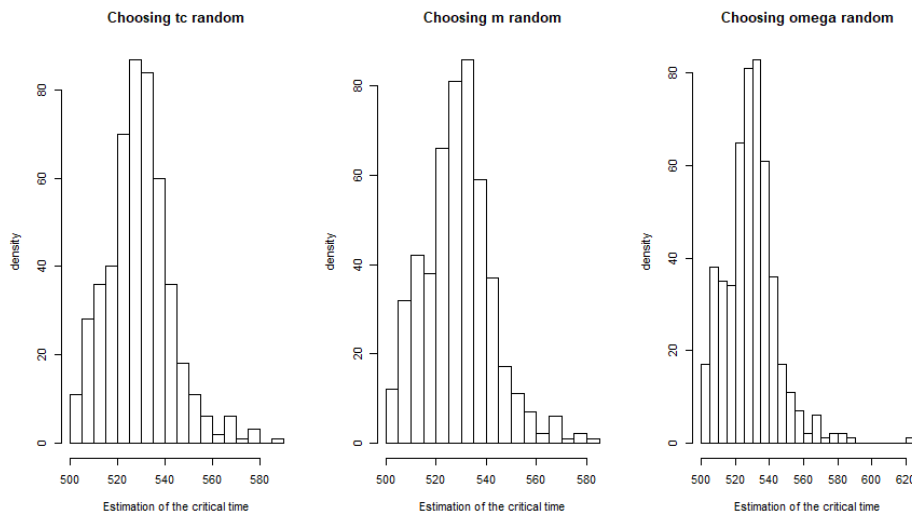 Choosing tc random
density
0 20 40 60 80
500 520 540 560 580
Estimation of the critical time
Choosing m random
density
0 20 40 60 80
500 520 540 560 580
Estimation of the critical time
Choosing omega random
density
0 20 40 60 80
500 520 540 560 580 600 620
Estimation of the critical time